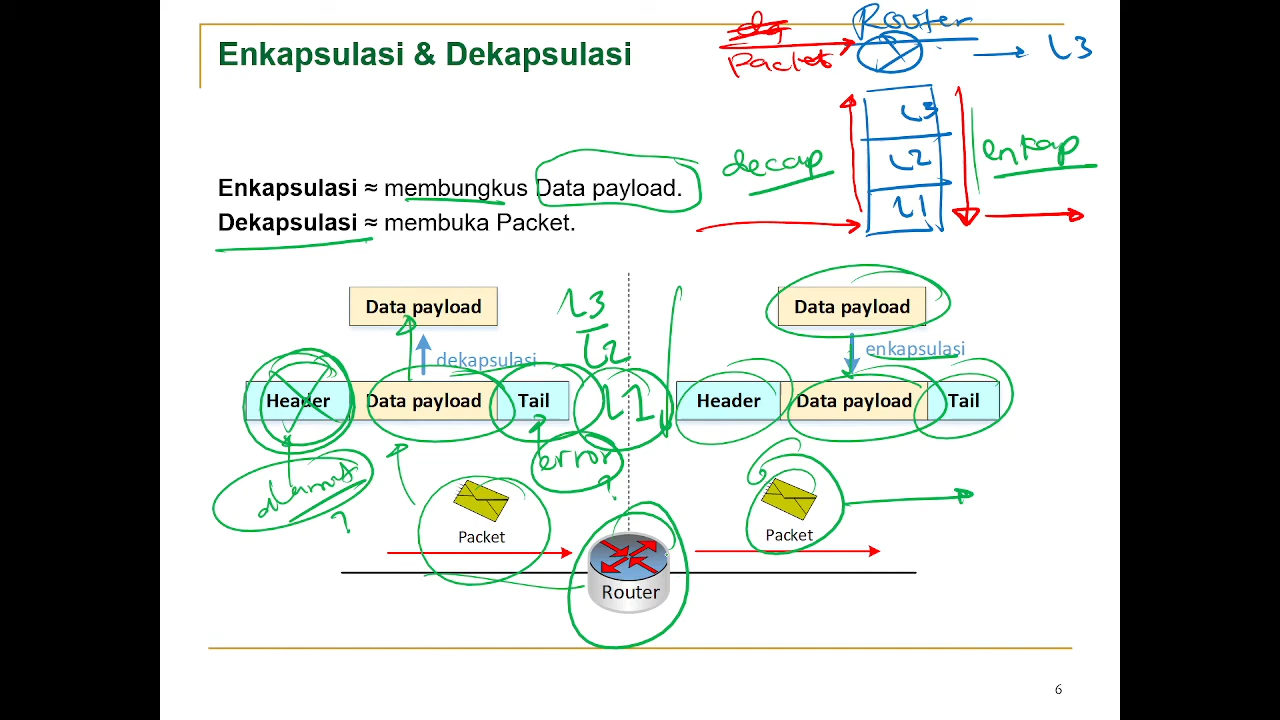 Enkapsulasi & Dekapsulasi
Router
Packet
L3
L3
L2
L1
decap
enkap
Enkapsulasi ≈ membungkus Data payload.
Dekapsulasi ≈ membuka Packet.
Data payload
L3
L2
L1
dekapsulasi
Header Data payload Tail
alamat
?
error
?
Packet
Data payload
enkapsulasi
Header Data payload Tail
Packet
Router
6